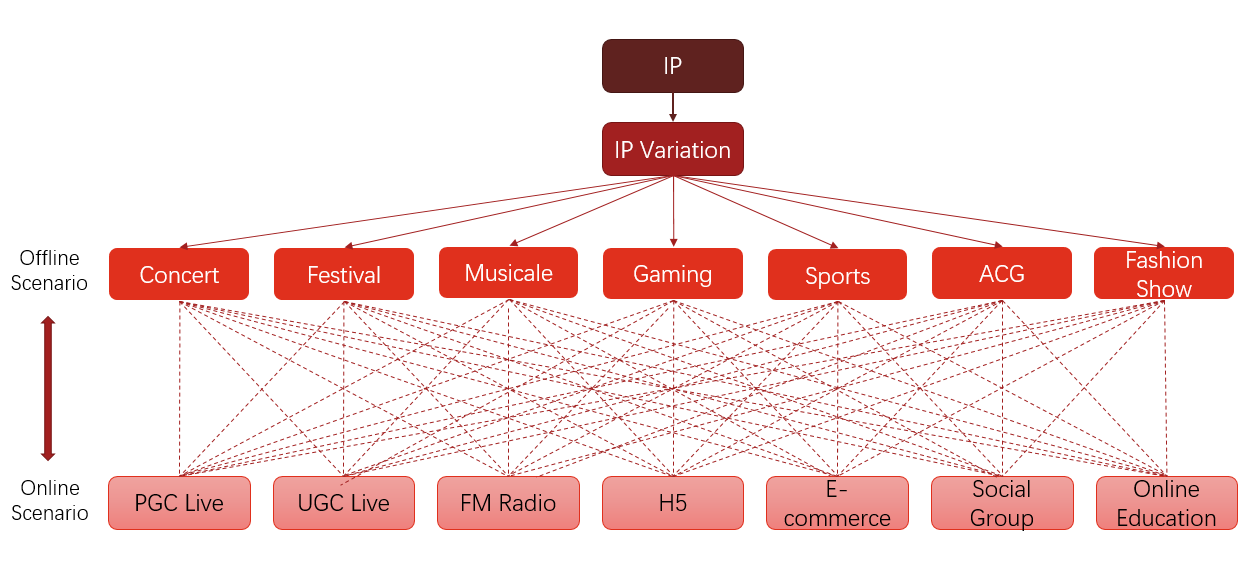 IP
IP Variation
Offline
Scenario
Concert
Festival
Musicale
Gaming
Sports
ACG
Fashion
Show
Online
Scenario
PGC Live
UGC Live
FM Radio
H5
E-
commerce
Social
Group
Online
Education